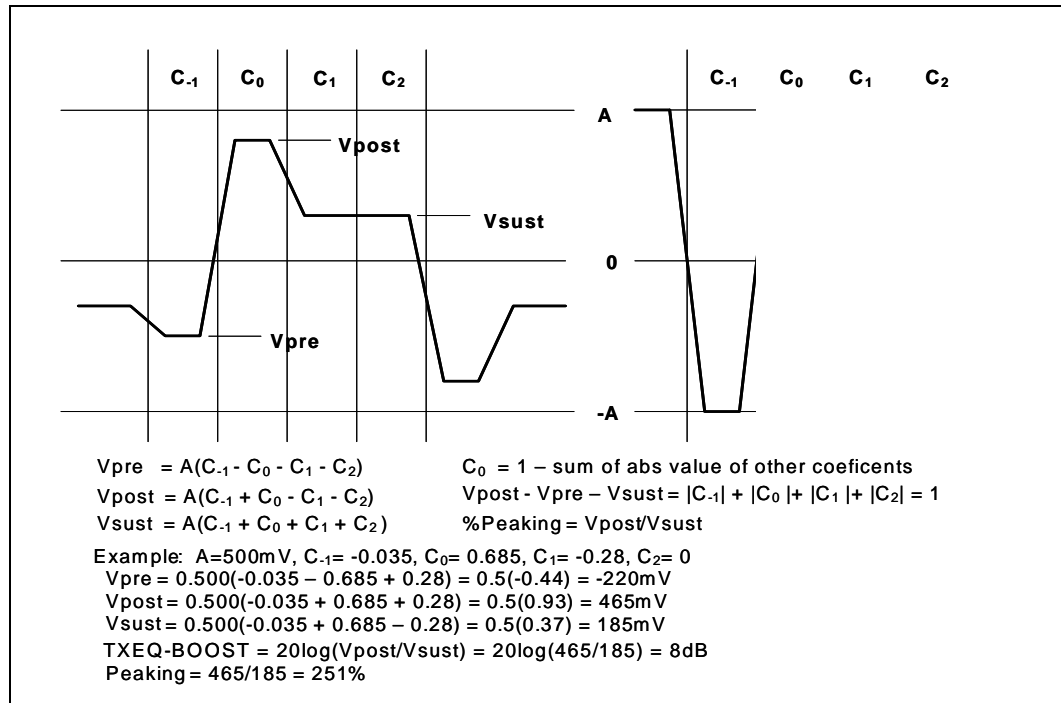 C-1 C0 C1 C2 C-1 C0 C1 C2
A
Vpost
Vsust
0
Vpre
-A
Vpre = A(C-1 - C0 - C1 - C2)
Vpost = A(C-1 + C0 - C1 - C2)
Vsust = A(C-1 + C0 + C1 + C2 )
C0 = 1 – sum of abs value of other coeficents
Vpost - Vpre – Vsust = |C-1| + |C0 |+ |C1 |+ |C2| = 1
%Peaking = Vpost/Vsust
Example: A=500mV, C-1= -0.035, C0= 0.685, C1= -0.28, C2= 0
Vpre = 0.500(-0.035 – 0.685 + 0.28) = 0.5(-0.44) = -220mV
Vpost = 0.500(-0.035 + 0.685 + 0.28) = 0.5(0.93) = 465mV
Vsust = 0.500(-0.035 + 0.685 – 0.28) = 0.5(0.37) = 185mV
TXEQ-BOOST = 20log(Vpost/Vsust) = 20log(465/185) = 8dB
Peaking = 465/185 = 251%